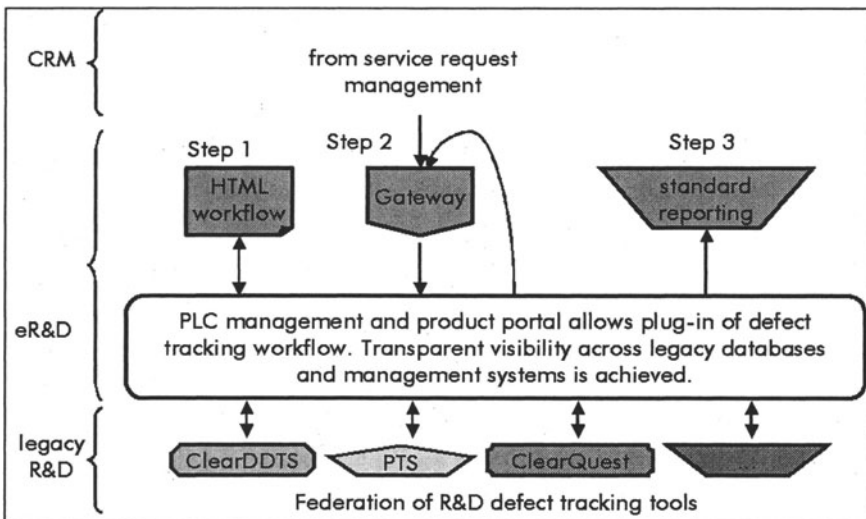 CRM
from service request
management
Step 1
Step 2
Step 3
HTML
workflow
Gateway
standard
reporting
eR&D
PLC management and product portal allows plug-in of defect
tracking workflow. Transparent visibility across legacy databases
and management systems is achieved.
legacy
R&D
ClearDDTS
PTS
ClearQuest
...
Federation of R&D defect tracking tools